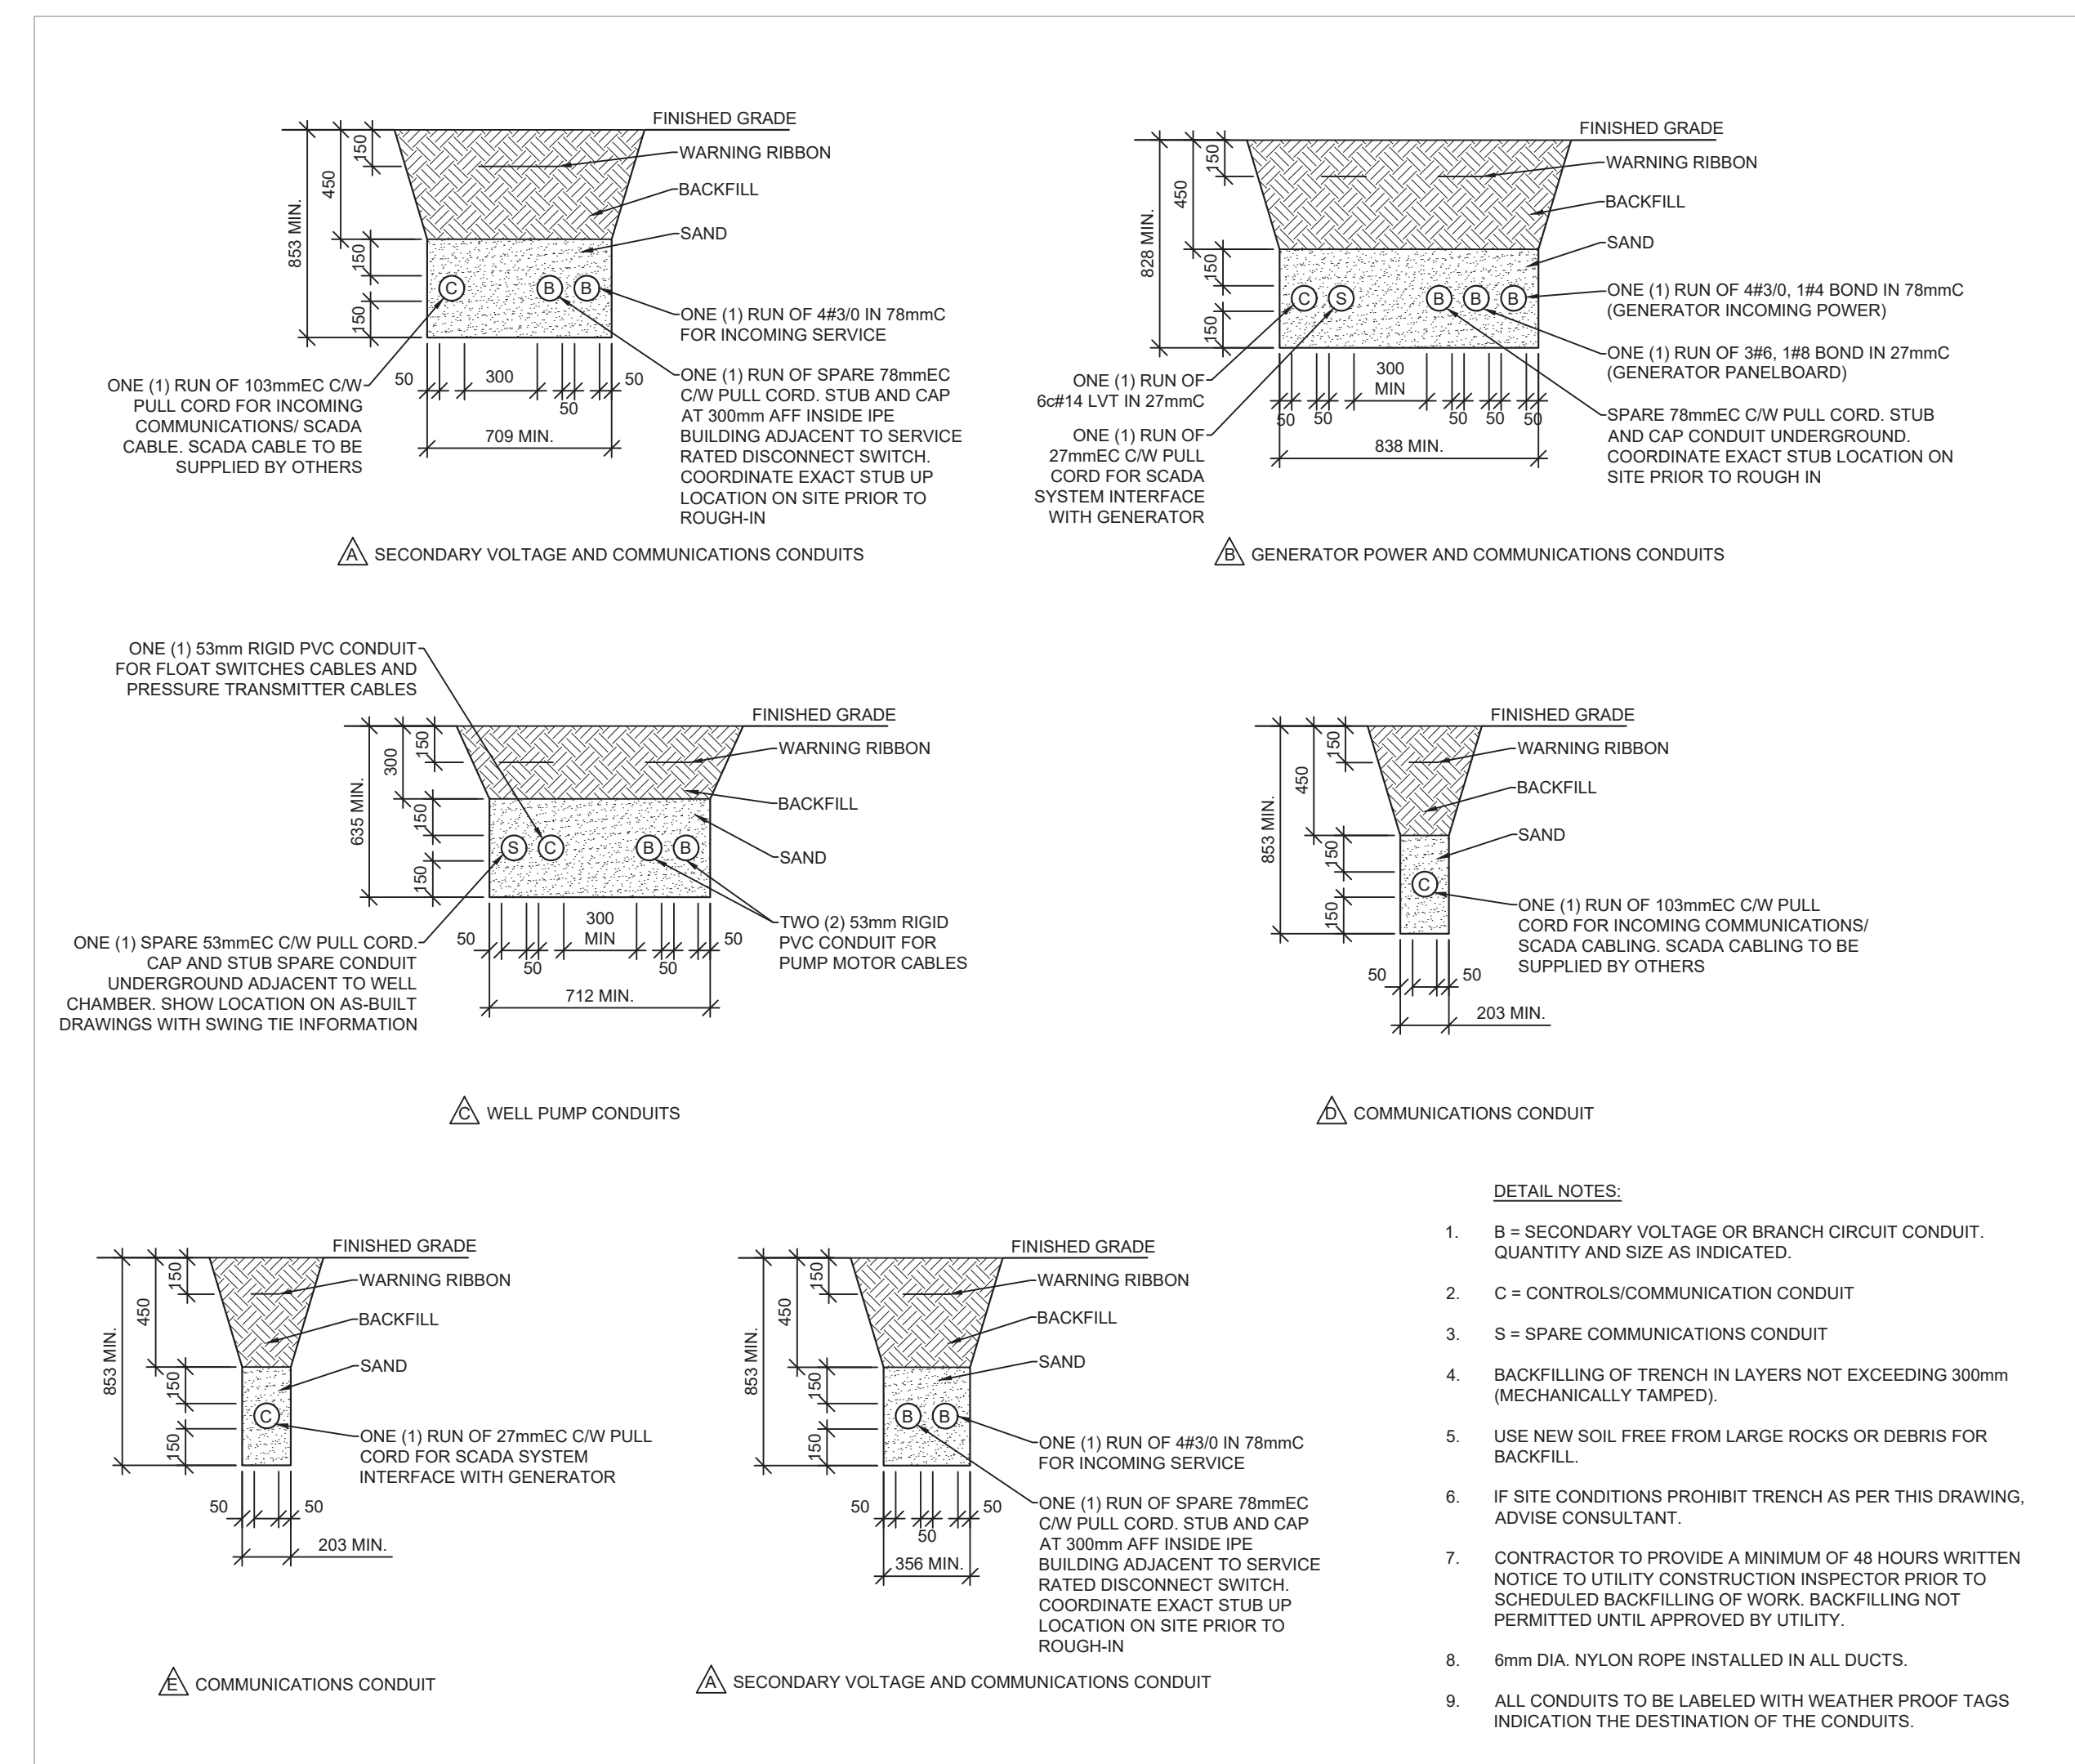 FINISHED GRADE
WARNING RIBBON
BACKFILL
SAND
853 MIN.
450
150
150
150
C
B
B
ONE (1) RUN OF 4#3/0 IN 78mmC
FOR INCOMING SERVICE
ONE (1) RUN OF SPARE 78mmEC
C/W PULL CORD. STUB AND CAP
AT 300mm AFF INSIDE IPE
BUILDING ADJACENT TO SERVICE
RATED DISCONNECT SWITCH.
COORDINATE EXACT STUB UP
LOCATION ON SITE PRIOR TO
ROUGH-IN
ONE (1) RUN OF 103mmEC C/W
PULL CORD FOR INCOMING
COMMUNICATIONS/ SCADA
CABLE. SCADA CABLE TO BE
SUPPLIED BY OTHERS
50
300
50
50
709 MIN.
A SECONDARY VOLTAGE AND COMMUNICATIONS CONDUITS
FINISHED GRADE
WARNING RIBBON
BACKFILL
SAND
828 MIN.
450
150
150
150
C
S
B
B
B
ONE (1) RUN OF 4#3/0, 1#4 BOND IN 78mmC
(GENERATOR INCOMING POWER)
ONE (1) RUN OF 3#6, 1#8 BOND IN 27mmC
(GENERATOR PANELBOARD)
SPARE 78mmEC C/W PULL CORD. STUB
AND CAP CONDUIT UNDERGROUND.
COORDINATE EXACT STUB LOCATION ON
SITE PRIOR TO ROUGH IN
ONE (1) RUN OF
6c#14 LVT IN 27mmC
ONE (1) RUN OF
27mmEC C/W PULL
CORD FOR SCADA
SYSTEM INTERFACE
WITH GENERATOR
300
MIN
50
50
50
50
50
838 MIN.
B GENERATOR POWER AND COMMUNICATIONS CONDUITS
ONE (1) 53mm RIGID PVC CONDUIT
FOR FLOAT SWITCHES CABLES AND
PRESSURE TRANSMITTER CABLES
FINISHED GRADE
WARNING RIBBON
BACKFILL
SAND
635 MIN.
300
150
150
150
S
C
B
B
TWO (2) 53mm RIGID
PVC CONDUIT FOR
PUMP MOTOR CABLES
ONE (1) SPARE 53mmEC C/W PULL CORD.
CAP AND STUB SPARE CONDUIT
UNDERGROUND ADJACENT TO WELL
CHAMBER. SHOW LOCATION ON AS-BUILT
DRAWINGS WITH SWING TIE INFORMATION
300
MIN
50
50
50
50
712 MIN.
C WELL PUMP CONDUITS
FINISHED GRADE
WARNING RIBBON
BACKFILL
SAND
853 MIN.
450
150
150
150
C
ONE (1) RUN OF 103mmEC C/W PULL
CORD FOR INCOMING COMMUNICATIONS/
SCADA CABLING. SCADA CABLING TO BE
SUPPLIED BY OTHERS
50
50
203 MIN.
D COMMUNICATIONS CONDUIT
FINISHED GRADE
WARNING RIBBON
BACKFILL
SAND
853 MIN.
450
150
150
150
C
ONE (1) RUN OF 27mmEC C/W PULL
CORD FOR SCADA SYSTEM
INTERFACE WITH GENERATOR
50
50
203 MIN.
E COMMUNICATIONS CONDUIT
FINISHED GRADE
WARNING RIBBON
BACKFILL
SAND
853 MIN.
450
150
150
150
B
B
ONE (1) RUN OF 4#3/0 IN 78mmC
FOR INCOMING SERVICE
ONE (1) RUN OF SPARE 78mmEC
C/W PULL CORD. STUB AND CAP
AT 300mm AFF INSIDE IPE
BUILDING ADJACENT TO SERVICE
RATED DISCONNECT SWITCH.
COORDINATE EXACT STUB UP
LOCATION ON SITE PRIOR TO
ROUGH-IN
50
50
50
356 MIN.
A SECONDARY VOLTAGE AND COMMUNICATIONS CONDUIT
DETAIL NOTES:
1. B = SECONDARY VOLTAGE OR BRANCH CIRCUIT CONDUIT.
QUANTITY AND SIZE AS INDICATED.
2. C = CONTROLS/COMMUNICATION CONDUIT
3. S = SPARE COMMUNICATIONS CONDUIT
4. BACKFILLING OF TRENCH IN LAYERS NOT EXCEEDING 300mm
(MECHANICALLY TAMPED).
5. USE NEW SOIL FREE FROM LARGE ROCKS OR DEBRIS FOR
BACKFILL.
6. IF SITE CONDITIONS PROHIBIT TRENCH AS PER THIS DRAWING,
ADVISE CONSULTANT.
7. CONTRACTOR TO PROVIDE A MINIMUM OF 48 HOURS WRITTEN
NOTICE TO UTILITY CONSTRUCTION INSPECTOR PRIOR TO
SCHEDULED BACKFILLING OF WORK. BACKFILLING NOT
PERMITTED UNTIL APPROVED BY UTILITY.
8. 6mm DIA. NYLON ROPE INSTALLED IN ALL DUCTS.
9. ALL CONDUITS TO BE LABELED WITH WEATHER PROOF TAGS
INDICATION THE DESTINATION OF THE CONDUITS.